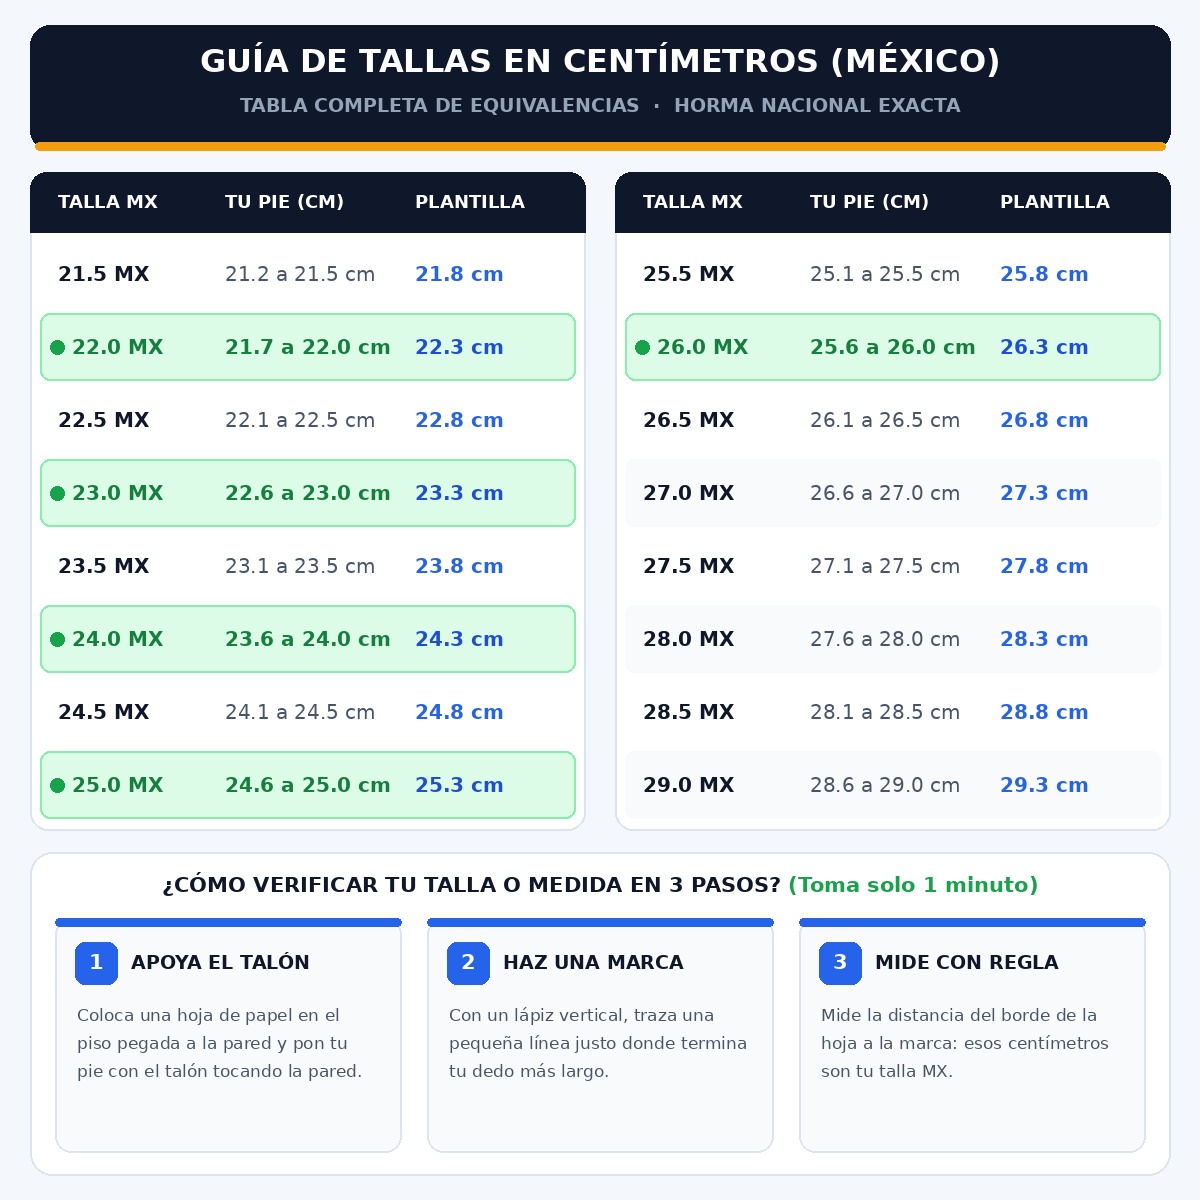 GUÍA DE TALLAS EN CENTÍMETROS (MÉXICO)
TABLA COMPLETA DE EQUIVALENCIAS · HORMA NACIONAL EXACTA
TALLA MX TU PIE (CM) PLANTILLA
21.5 MX 21.2 a 21.5 cm 21.8 cm
22.0 MX 21.7 a 22.0 cm 22.3 cm
22.5 MX 22.1 a 22.5 cm 22.8 cm
23.0 MX 22.6 a 23.0 cm 23.3 cm
23.5 MX 23.1 a 23.5 cm 23.8 cm
24.0 MX 23.6 a 24.0 cm 24.3 cm
24.5 MX 24.1 a 24.5 cm 24.8 cm
25.0 MX 24.6 a 25.0 cm 25.3 cm
TALLA MX TU PIE (CM) PLANTILLA
25.5 MX 25.1 a 25.5 cm 25.8 cm
26.0 MX 25.6 a 26.0 cm 26.3 cm
26.5 MX 26.1 a 26.5 cm 26.8 cm
27.0 MX 26.6 a 27.0 cm 27.3 cm
27.5 MX 27.1 a 27.5 cm 27.8 cm
28.0 MX 27.6 a 28.0 cm 28.3 cm
28.5 MX 28.1 a 28.5 cm 28.8 cm
29.0 MX 28.6 a 29.0 cm 29.3 cm
¿CÓMO VERIFICAR TU TALLA O MEDIDA EN 3 PASOS? (Toma solo 1 minuto)
1 APOYA EL TALÓN
Coloca una hoja de papel en el
piso pegada a la pared y pon tu
pie con el talón tocando la pared.
2 HAZ UNA MARCA
Con un lápiz vertical, traza una
pequeña línea justo donde termina
tu dedo más largo.
3 MIDE CON REGLA
Mide la distancia del borde de la
hoja a la marca: esos centímetros
son tu talla MX.